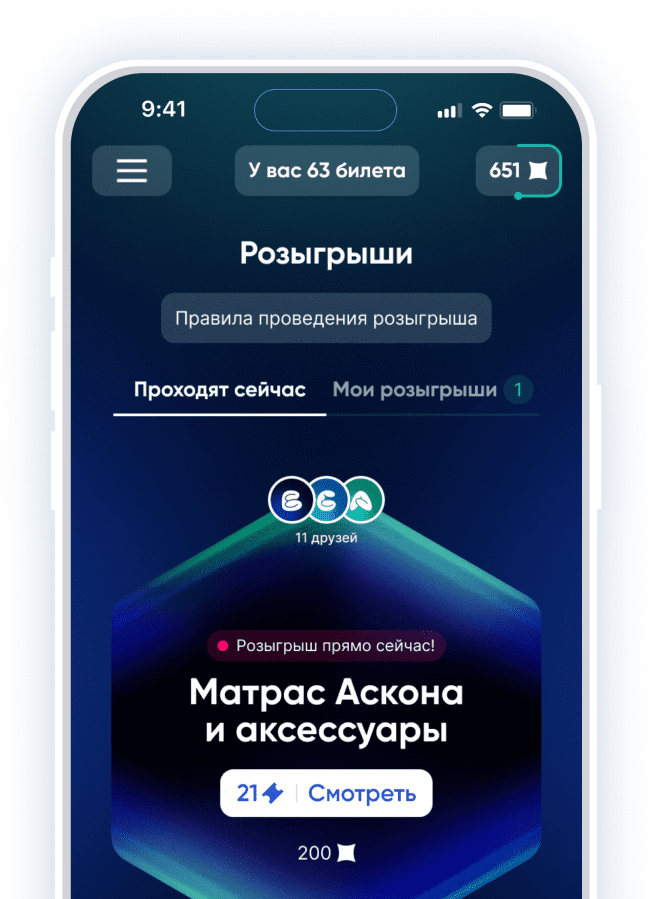 9:41
У вас 63 билета
651
Розыгрыши
Правила проведения розыгрыша
Проходят сейчас
Мои розыгрыши 1
11 друзей
Розыгрыш прямо сейчас!
Матрас Аскона
и аксессуары
21 Смотреть
200